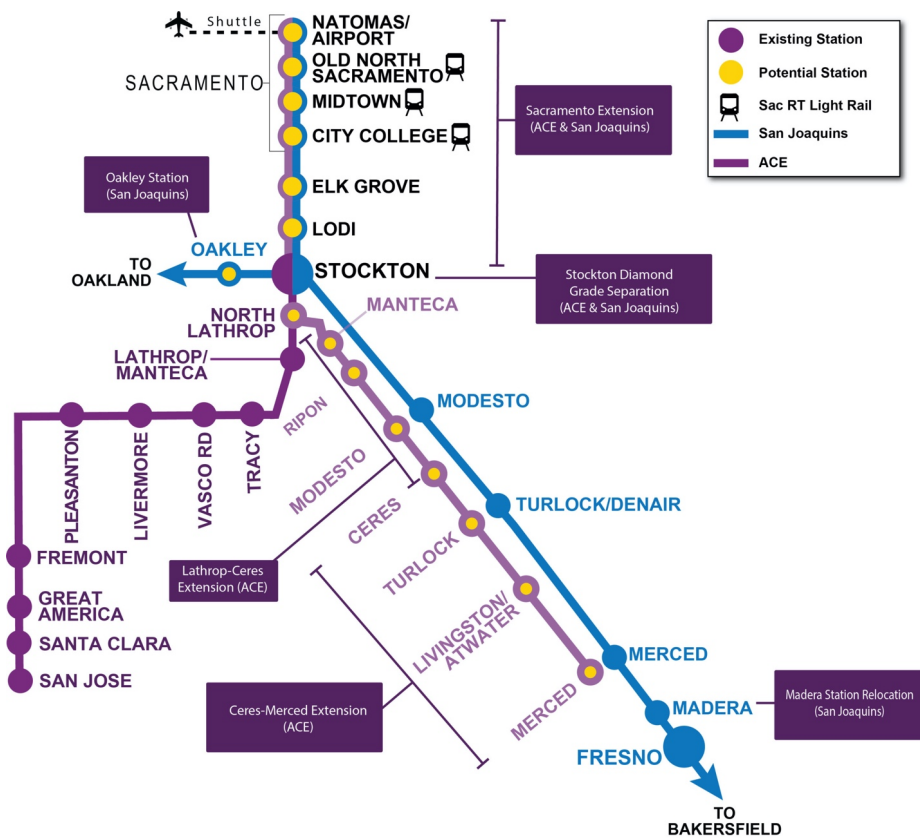 Shuttle
NATOMAS/
AIRPORT
OLD NORTH
SACRAMENTO
SACRAMENTO
MIDTOWN
CITY COLLEGE
ELK GROVE
LODI
Sacramento Extension
(ACE & San Joaquins)
Existing Station
Potential Station
Sac RT Light Rail
San Joaquins
ACE
Oakley Station
(San Joaquins)
OAKLEY
TO
OAKLAND
STOCKTON
Stockton Diamond
Grade Separation
(ACE & San Joaquins)
NORTH
LATHROP
MANTECA
LATHROP/
MANTECA
PLEASANTON
LIVERMORE
VASCO RD
TRACY
RIPON
MODESTO
CERES
TURLOCK
LIVINGSTON/
ATWATER
MERCED
MODESTO
TURLOCK/DENAIR
MERCED
MADERA
FRESNO
TO
BAKERSFIELD
Lathrop-Ceres
Extension (ACE)
Ceres-Merced Extension
(ACE)
Madera Station Relocation
(San Joaquins)
FREMONT
GREAT
AMERICA
SANTA CLARA
SAN JOSE